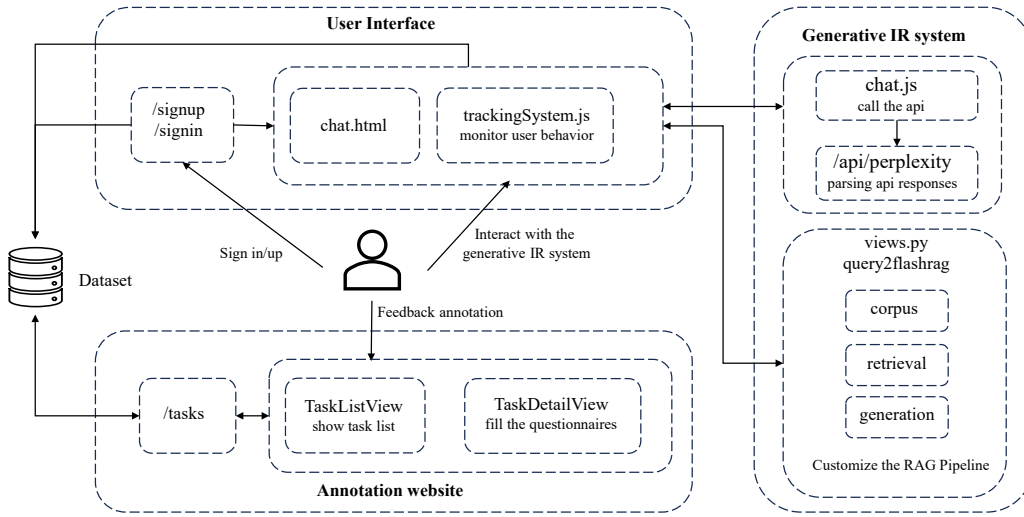 User Interface
/signup
/signin
chat.html
trackingSystem.js
monitor user behavior
Generative IR system
chat.js
call the api
/api/perplexity
parsing api responses
views.py
query2flashrag
corpus
retrieval
generation
Customize the RAG Pipeline
Sign in/up
Interact with the
generative IR system
Dataset
Feedback annotation
/tasks
TaskListView
show task list
TaskDetailView
fill the questionnaires
Annotation website